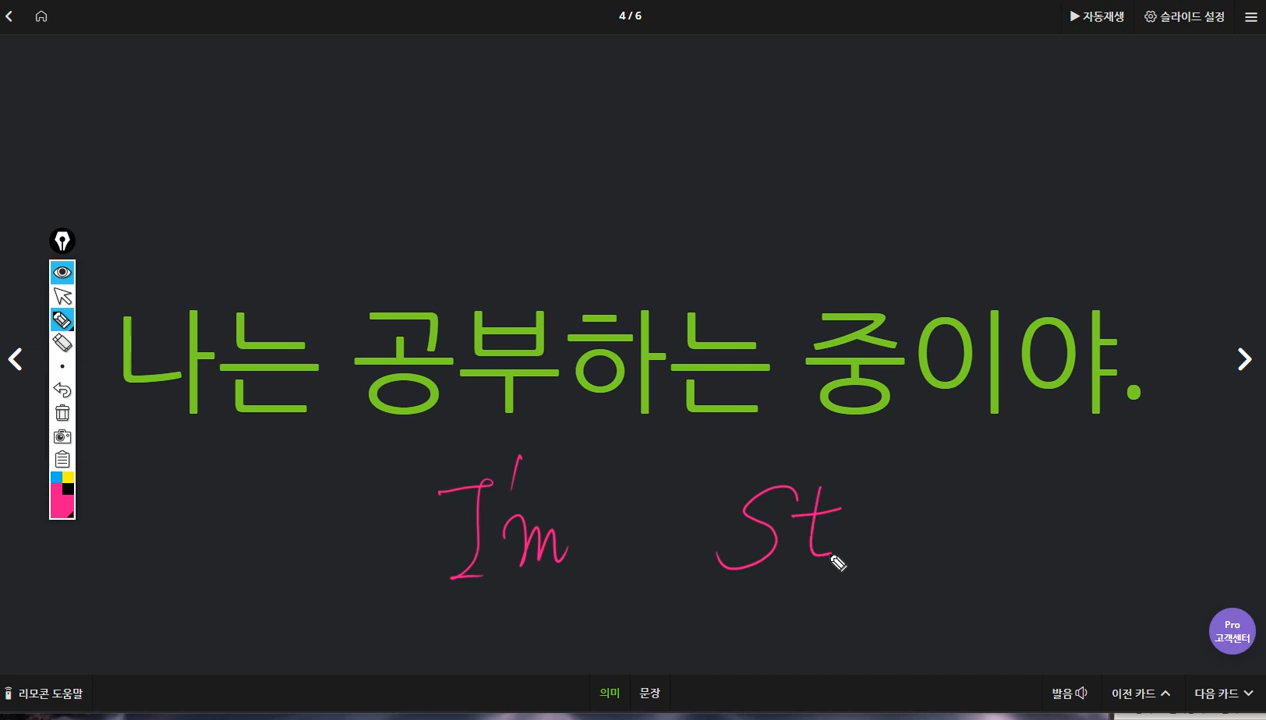 4 / 6
자동재생
슬라이드 설정
나는 공부하는 중이야.
I'm st
Pro
고객센터
리모콘 도움말
의미
문장
발음
이전 카드
다음 카드